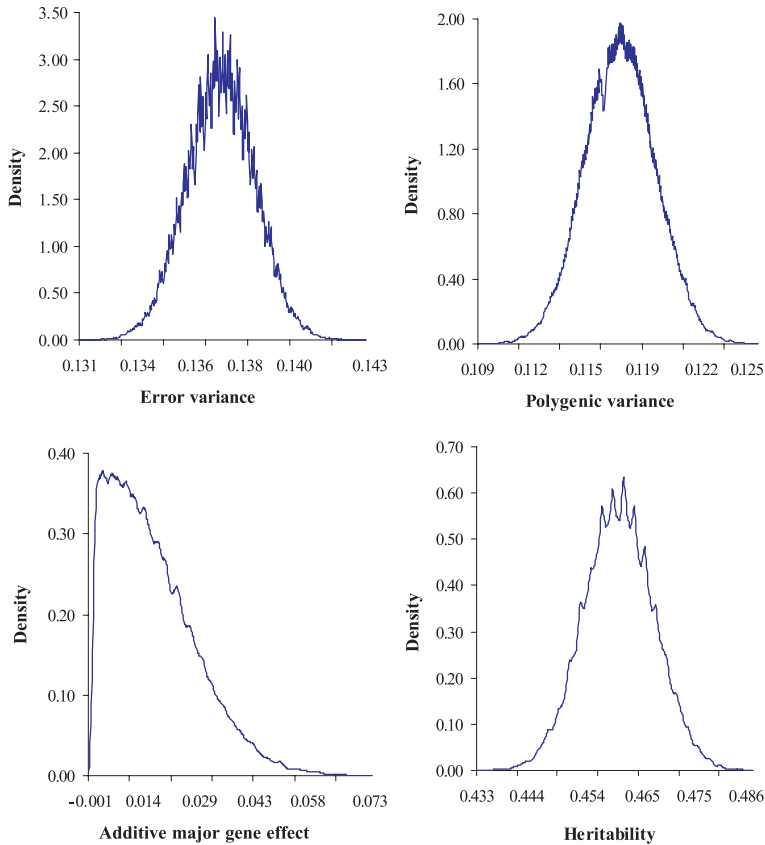 3.50
3.00
2.50
2.00
1.50
1.00
0.50
0.00
Density
0.131 0.134 0.136 0.138 0.140 0.143
Error variance
2.00
1.60
1.20
0.80
0.40
0.00
Density
0.109 0.112 0.115 0.119 0.122 0.125
Polygenic variance
0.40
0.30
0.20
0.10
0.00
Density
-0.001 0.014 0.029 0.043 0.058 0.073
Additive major gene effect
0.70
0.60
0.50
0.40
0.30
0.20
0.10
0.00
Density
0.433 0.444 0.454 0.465 0.475 0.486
Heritability